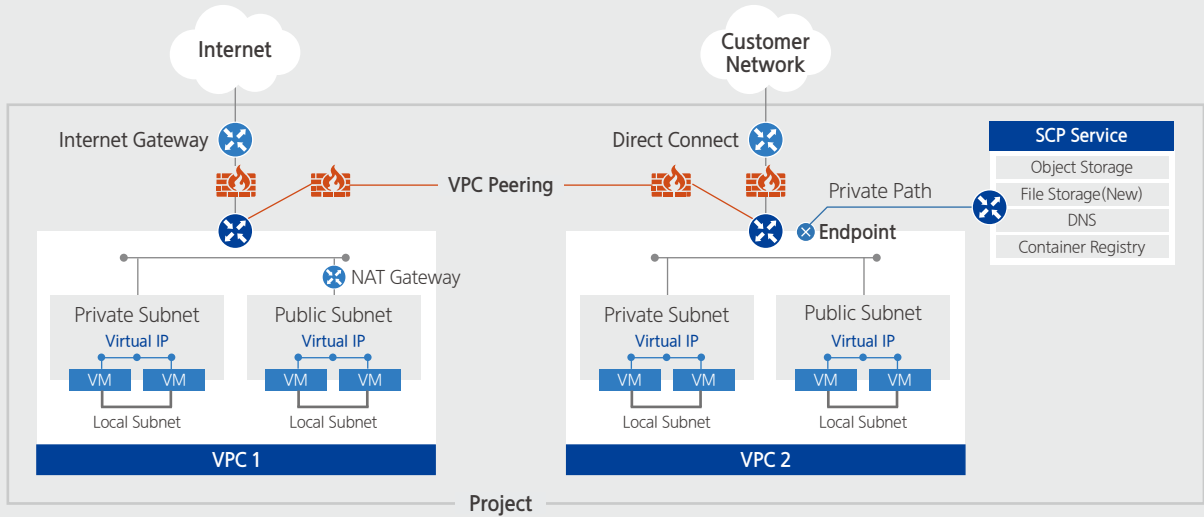 Internet
Customer
Network
Internet Gateway
Direct Connect
SCP Service
Object Storage
File Storage(New)
DNS
Container Registry
VPC Peering
Private Path
Endpoint
NAT Gateway
Private Subnet
Virtual IP
VM
VM
Local Subnet
Public Subnet
Virtual IP
VM
VM
Local Subnet
VPC 1
Private Subnet
Virtual IP
VM
VM
Local Subnet
Public Subnet
Virtual IP
VM
VM
Local Subnet
VPC 2
Project